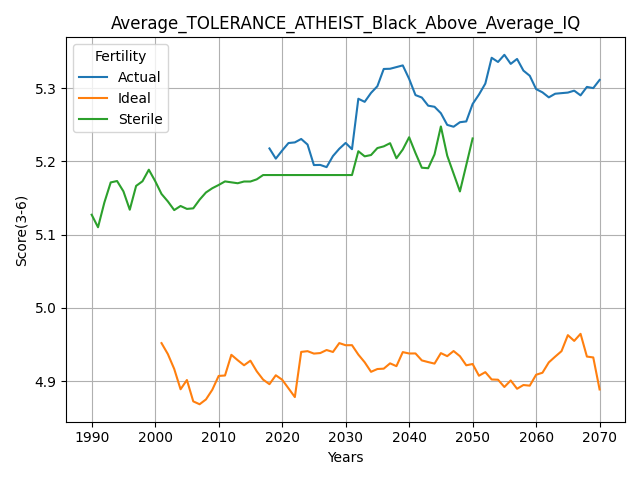 Average_TOLERANCE_ATHEIST_Black_Above_Average_IQ
Fertility
Actual
Ideal
Sterile
Score(3-6)
5.3
5.2
5.1
5.0
4.9
1990 2000 2010 2020 2030 2040 2050 2060 2070
Years